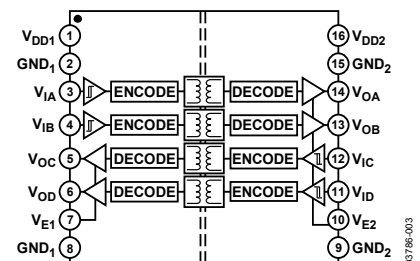 VDD1 1 16 VDD2
GND1 2 15 GND2
VIA 3 ENCODE DECODE 14 VOA
VIB 4 ENCODE DECODE 13 VOB
VOC 5 DECODE ENCODE 12 VIC
VOD 6 DECODE ENCODE 11 VID
VE1 7 10 VE2
GND1 8 9 GND2
03786-003